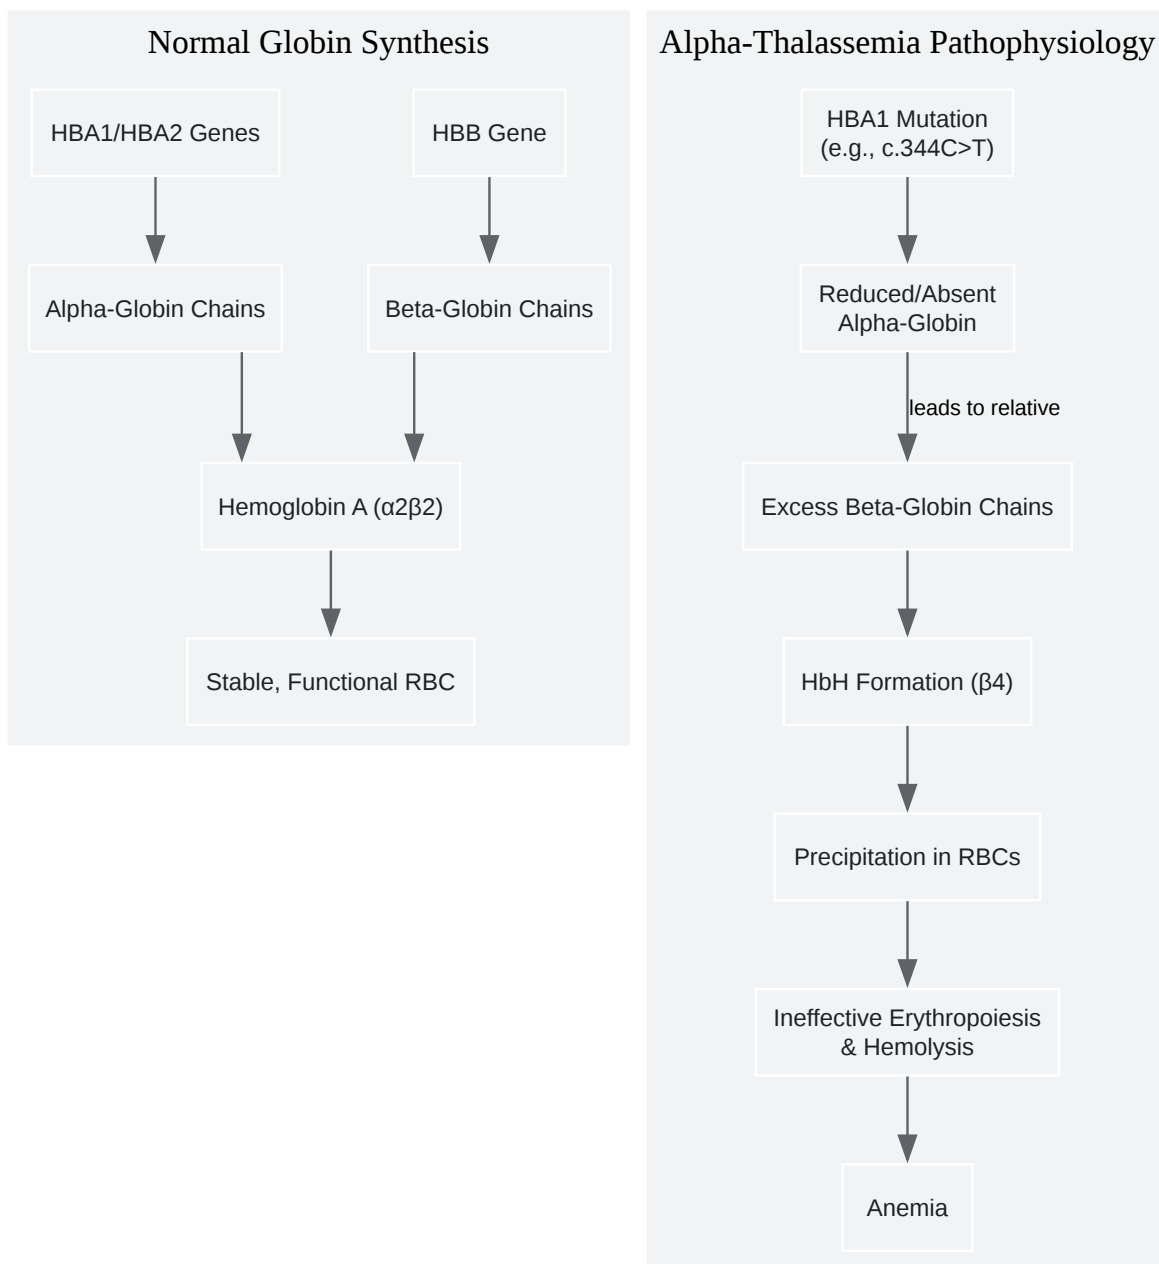 Normal Globin Synthesis
HBA1/HBA2 Genes
HBB Gene
Alpha-Globin Chains
Beta-Globin Chains
Hemoglobin A (α2β2)
Stable, Functional RBC
Alpha-Thalassemia Pathophysiology
HBA1 Mutation
(e.g., c.344C>T)
Reduced/Absent
Alpha-Globin
leads to relative
Excess Beta-Globin Chains
HbH Formation (β4)
Precipitation in RBCs
Ineffective Erythropoiesis
& Hemolysis
Anemia